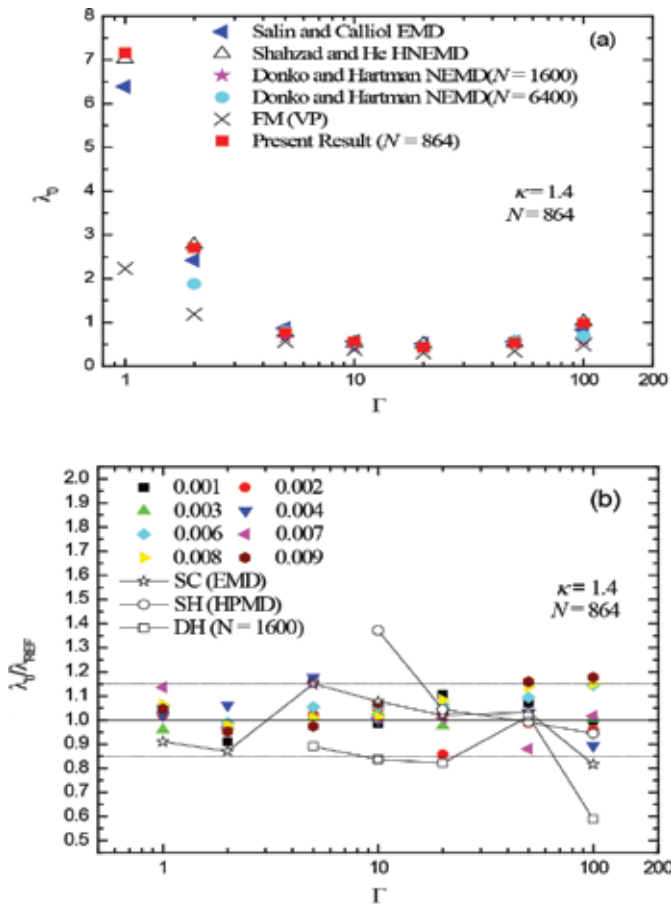 8
7
6
5
4
3
2
1
0
λ₀
Salin and Calliol EMD
(a)
Shahzad and He HNEMD
Donko and Hartman NEMD(N = 1600)
Donko and Hartman NEMD(N = 6400)
FM (VP)
Present Result (N = 864)
κ = 1.4
N = 864
1
10
100
200
Γ
2.0
1.9
1.8
1.7
1.6
1.5
1.4
1.3
1.2
1.1
1.0
0.9
0.8
0.7
0.6
0.5
λ₀/λREF
0.001
0.002
(b)
0.003
0.004
0.006
0.007
0.008
0.009
SC (EMD)
SH (HPMD)
DH (N = 1600)
κ = 1.4
N = 864
1
10
100
200
Γ